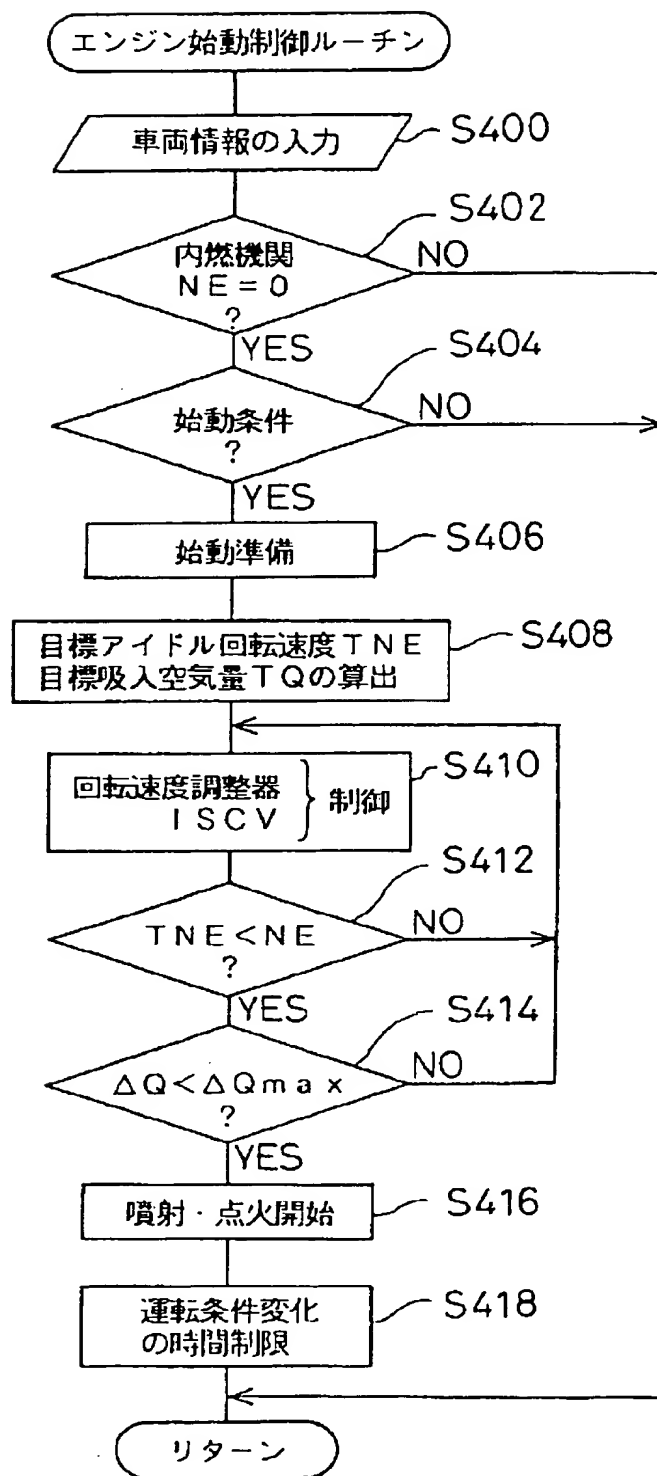 エンジン始動制御ルーチン
車両情報の入力
S400
S402
内燃機関
NE=0
?
NO
YES
S404
始動条件
?
NO
YES
始動準備
S406
目標アイドル回転速度TNE
目標吸入空気量TQの算出
S408
回転速度調整器
ISCV
} 制御
S410
S412
TNE<NE
?
NO
YES
S414
△Q<△Qmax
?
NO
YES
噴射・点火開始
S416
運転条件変化
の時間制限
S418
リターン